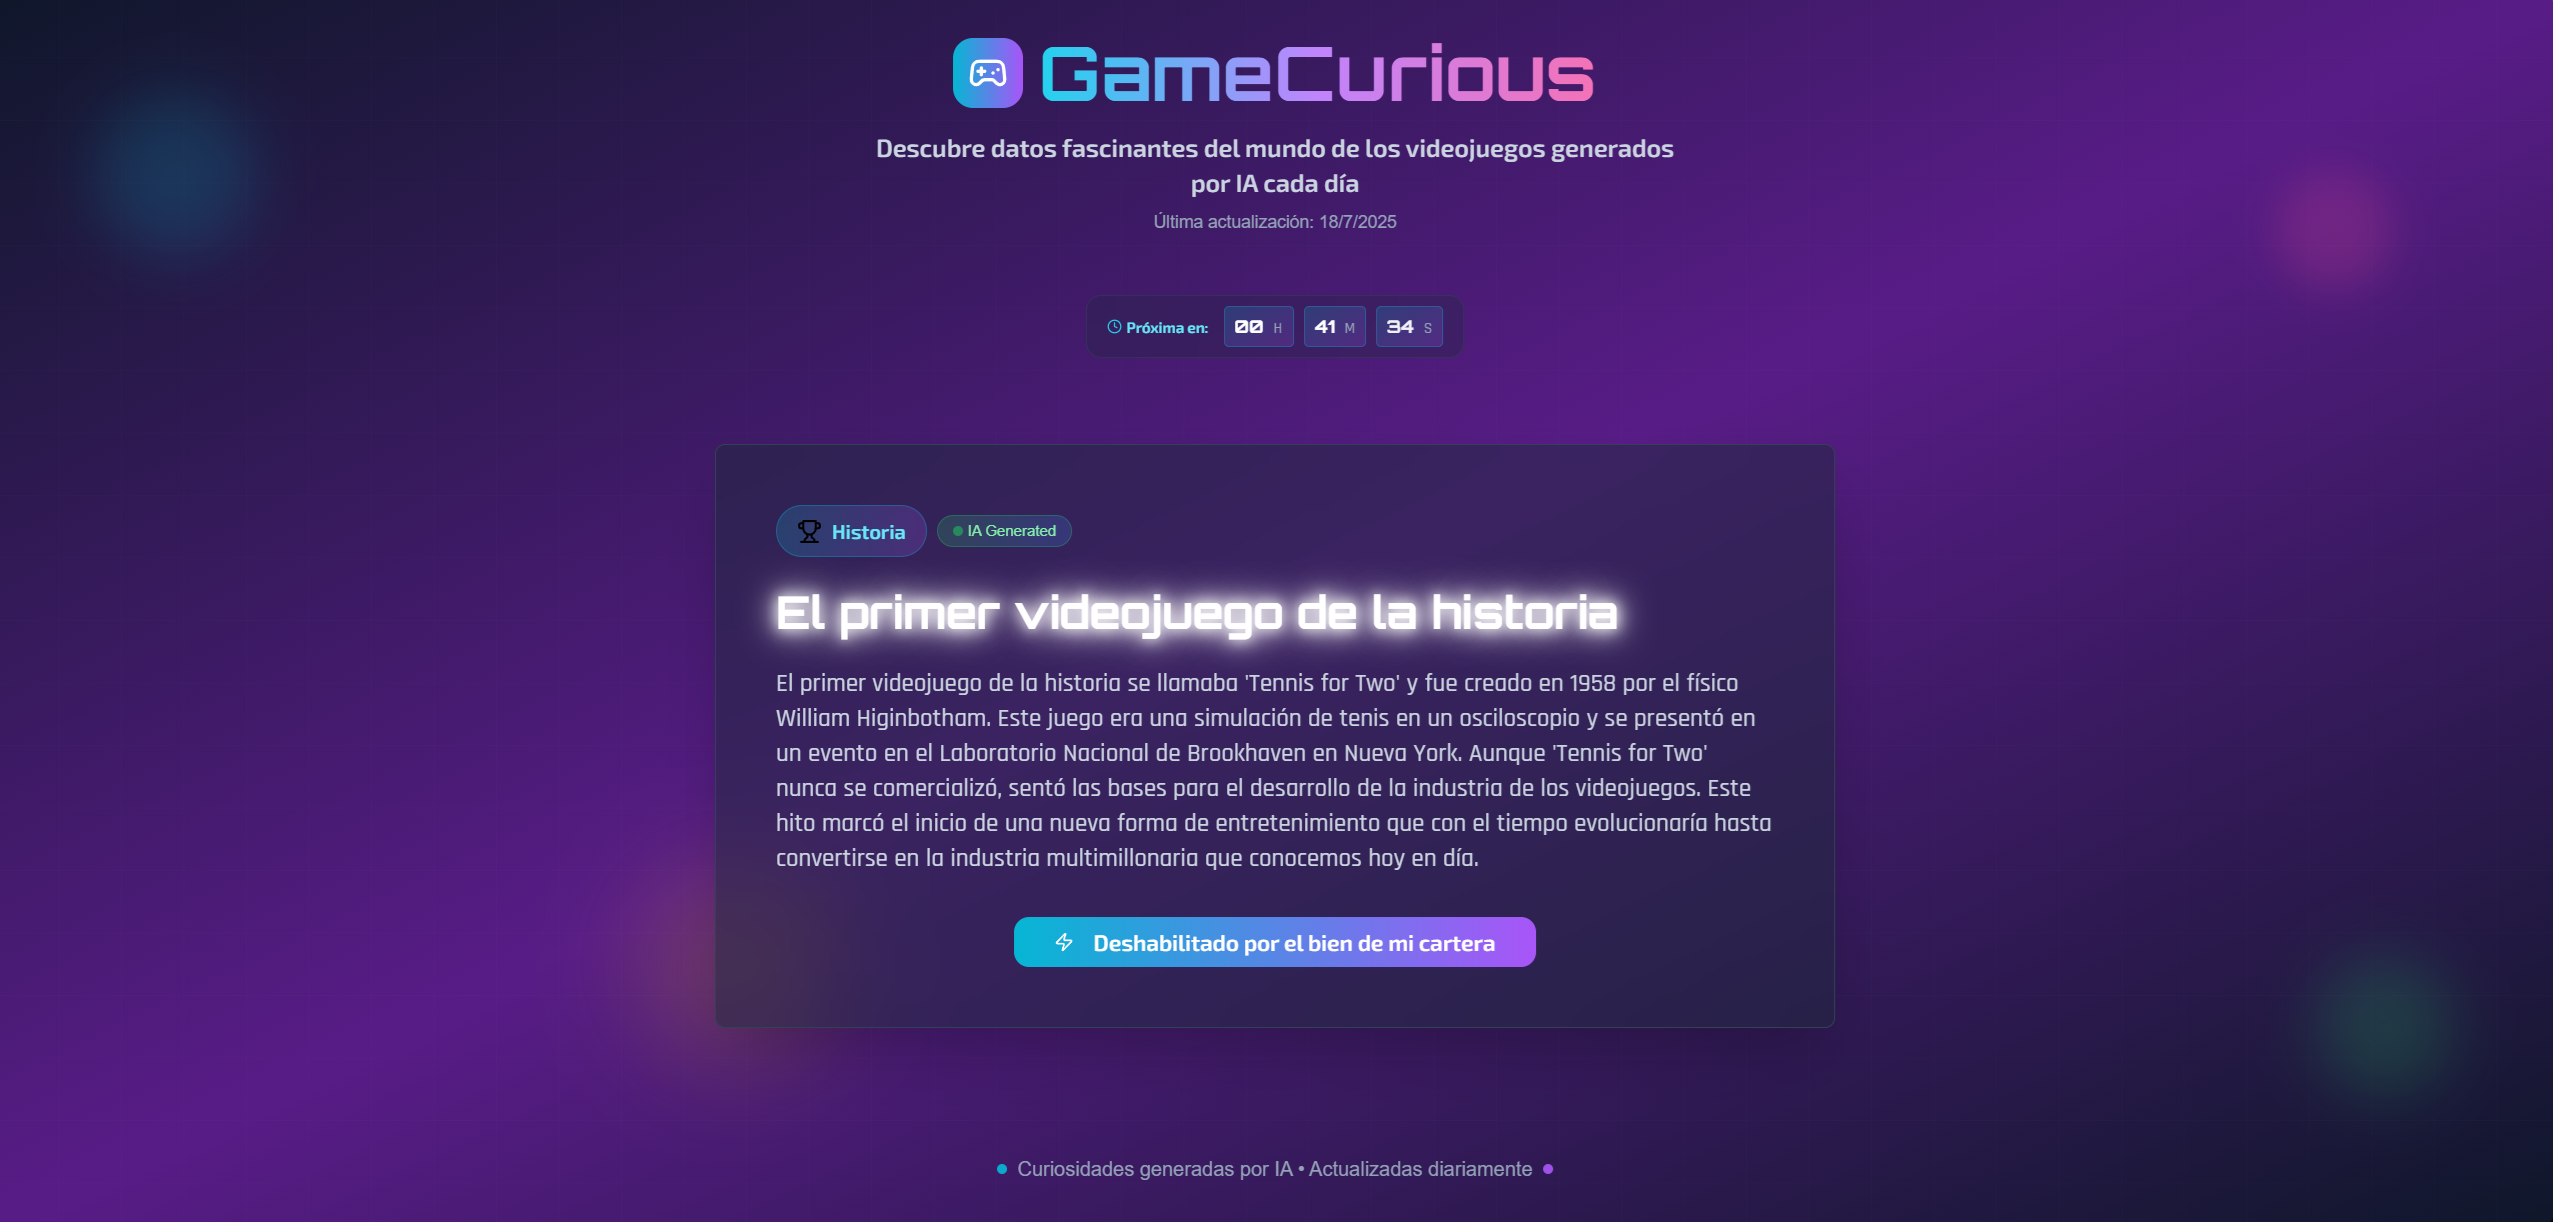 GameCurious
Descubre datos fascinantes del mundo de los videojuegos generados
por IA cada día
Última actualización: 18/7/2025
Próxima en: 00 H 41 M 34 S
Historia
IA Generated
El primer videojuego de la historia
El primer videojuego de la historia se llamaba 'Tennis for Two' y fue creado en 1958 por el físico
William Higinbotham. Este juego era una simulación de tenis en un osciloscopio y se presentó en
un evento en el Laboratorio Nacional de Brookhaven en Nueva York. Aunque 'Tennis for Two'
nunca se comercializó, sentó las bases para el desarrollo de la industria de los videojuegos. Este
hito marcó el inicio de una nueva forma de entretenimiento que con el tiempo evolucionaría hasta
convertirse en la industria multimillonaria que conocemos hoy en día.
Deshabilitado por el bien de mi cartera
Curiosidades generadas por IA • Actualizadas diariamente